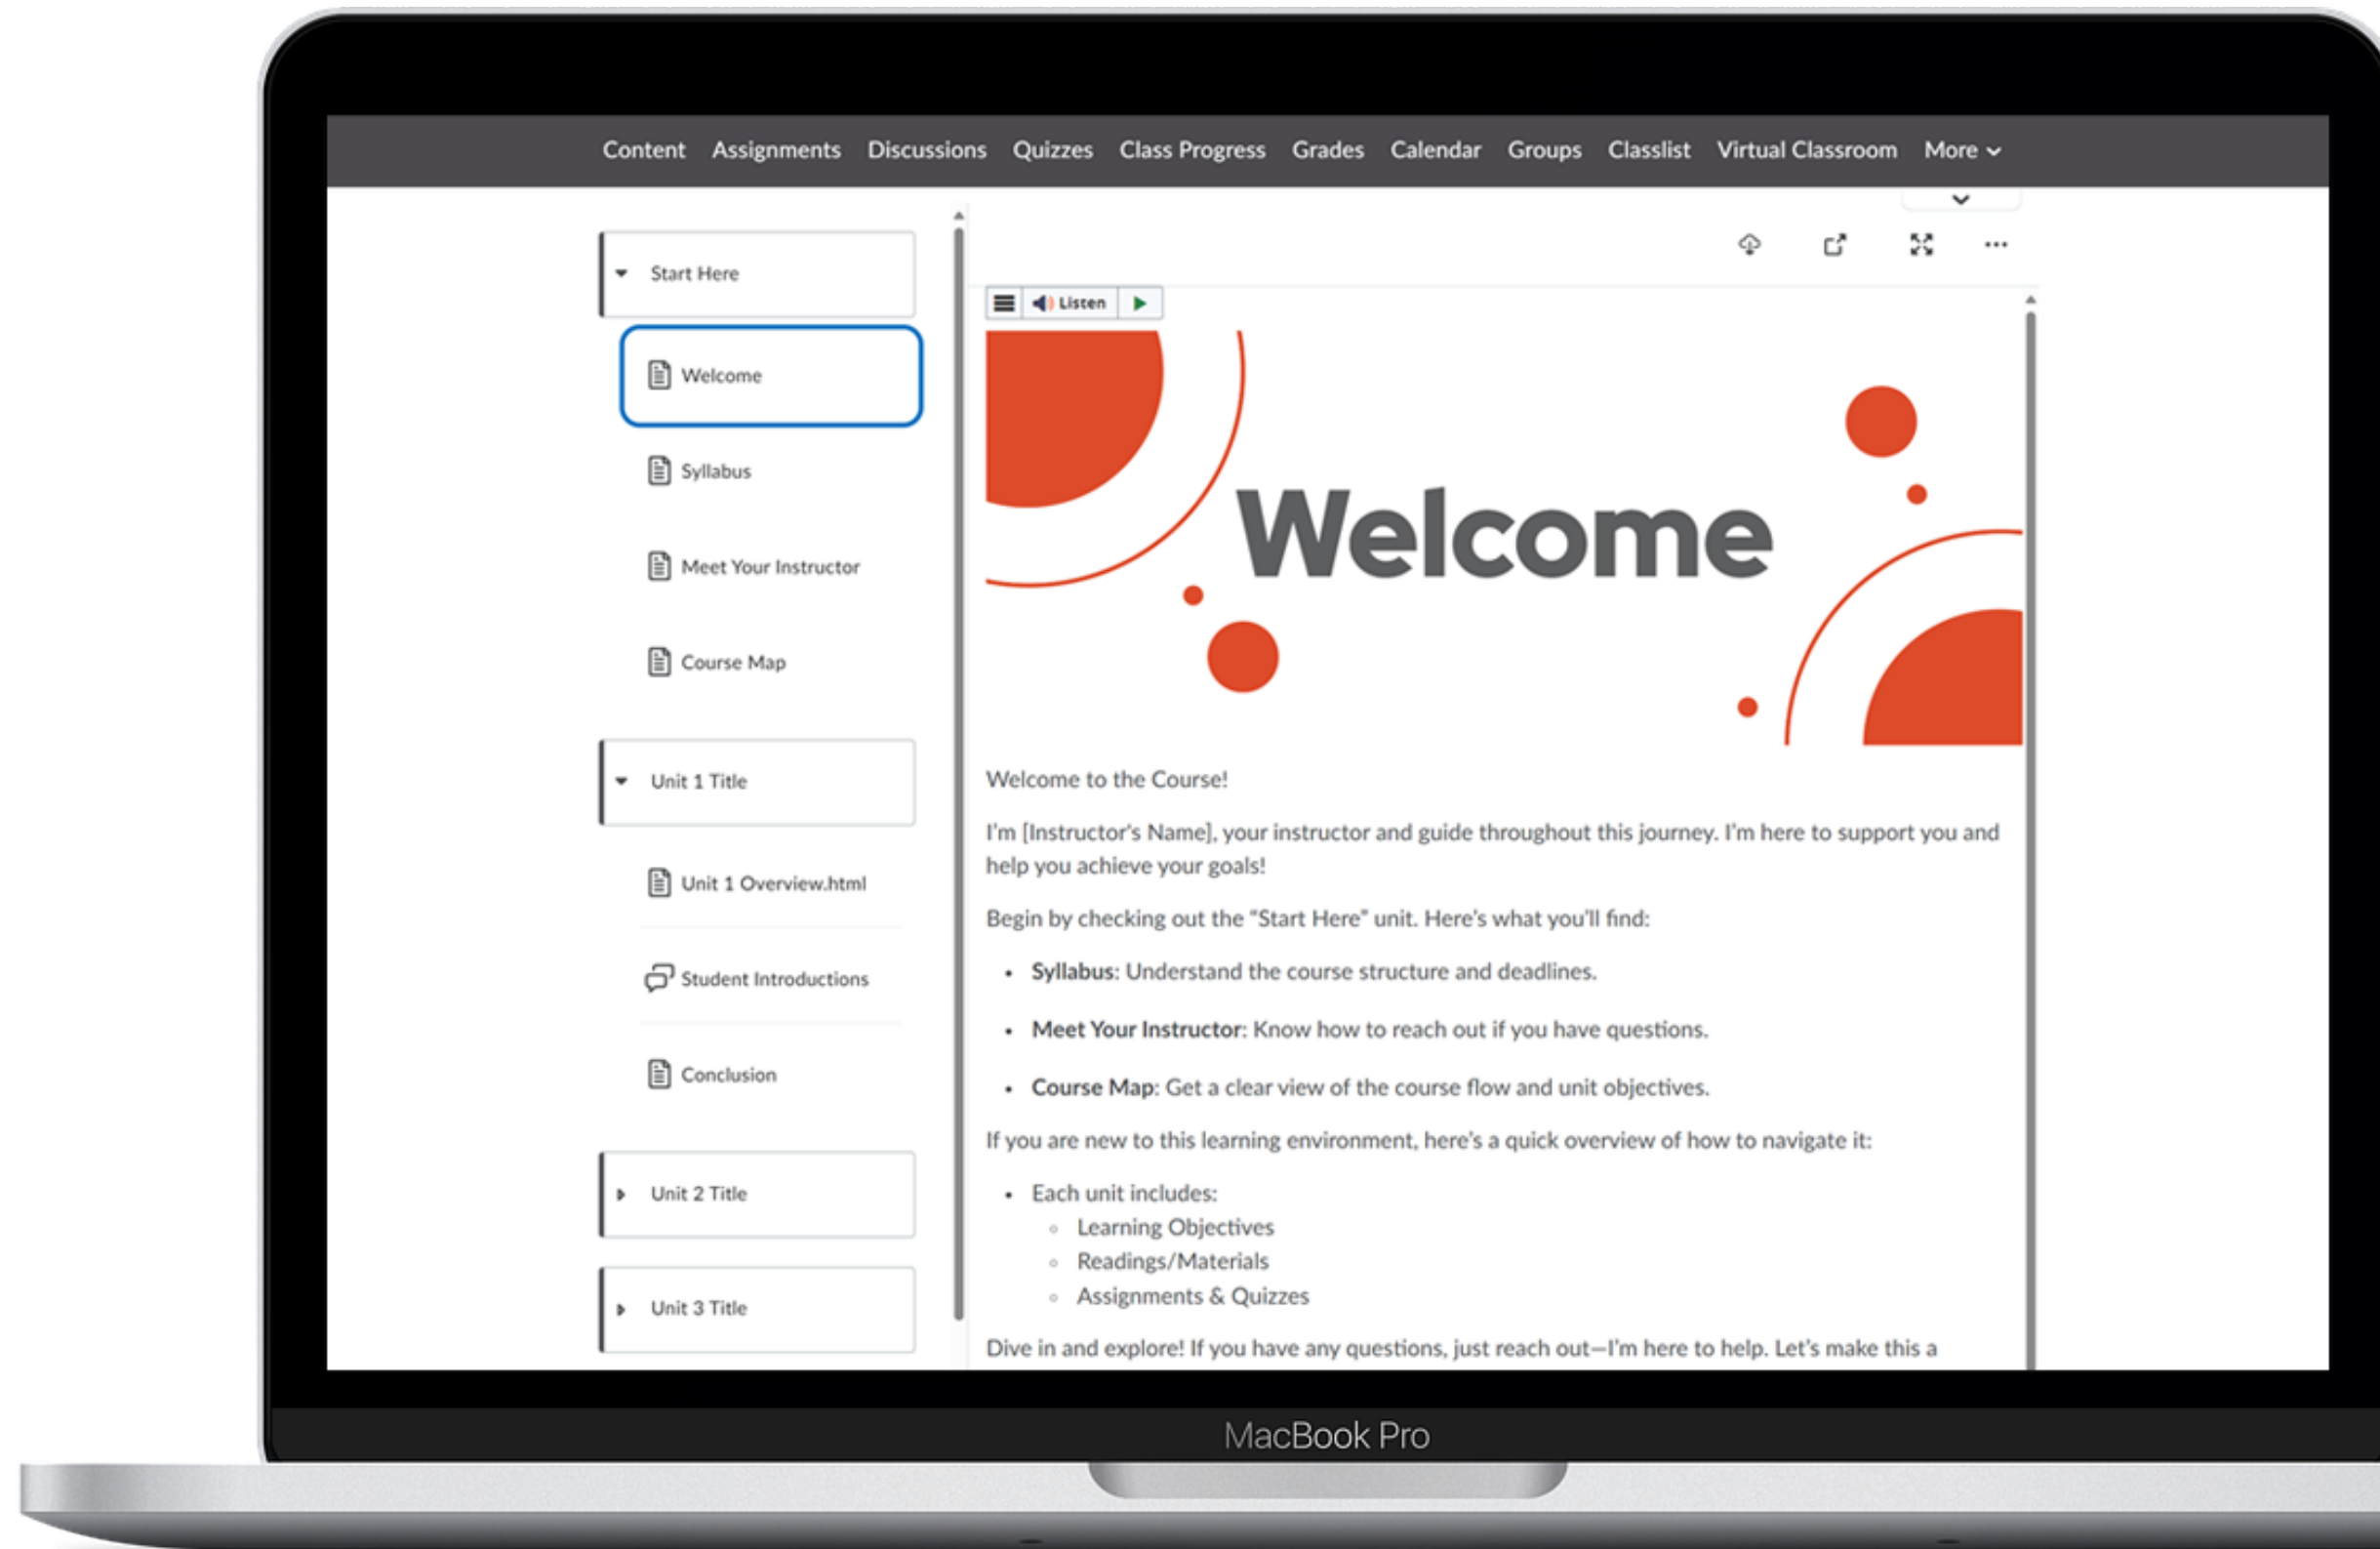 Content Assignments Discussions Quizzes Class Progress Grades Calendar Groups Classlist Virtual Classroom More
Start Here
Welcome
Syllabus
Meet Your Instructor
Course Map
Unit 1 Title
Unit 1 Overview.html
Student Introductions
Conclusion
Unit 2 Title
Unit 3 Title
Listen
Welcome
Welcome to the Course!
I'm [Instructor's Name], your instructor and guide throughout this journey. I'm here to support you and
help you achieve your goals!
Begin by checking out the “Start Here” unit. Here's what you'll find:
• Syllabus: Understand the course structure and deadlines.
• Meet Your Instructor: Know how to reach out if you have questions.
• Course Map: Get a clear view of the course flow and unit objectives.
If you are new to this learning environment, here's a quick overview of how to navigate it:
• Each unit includes:
◦ Learning Objectives
◦ Readings/Materials
◦ Assignments & Quizzes
Dive in and explore! If you have any questions, just reach out—I'm here to help. Let's make this a
MacBook Pro